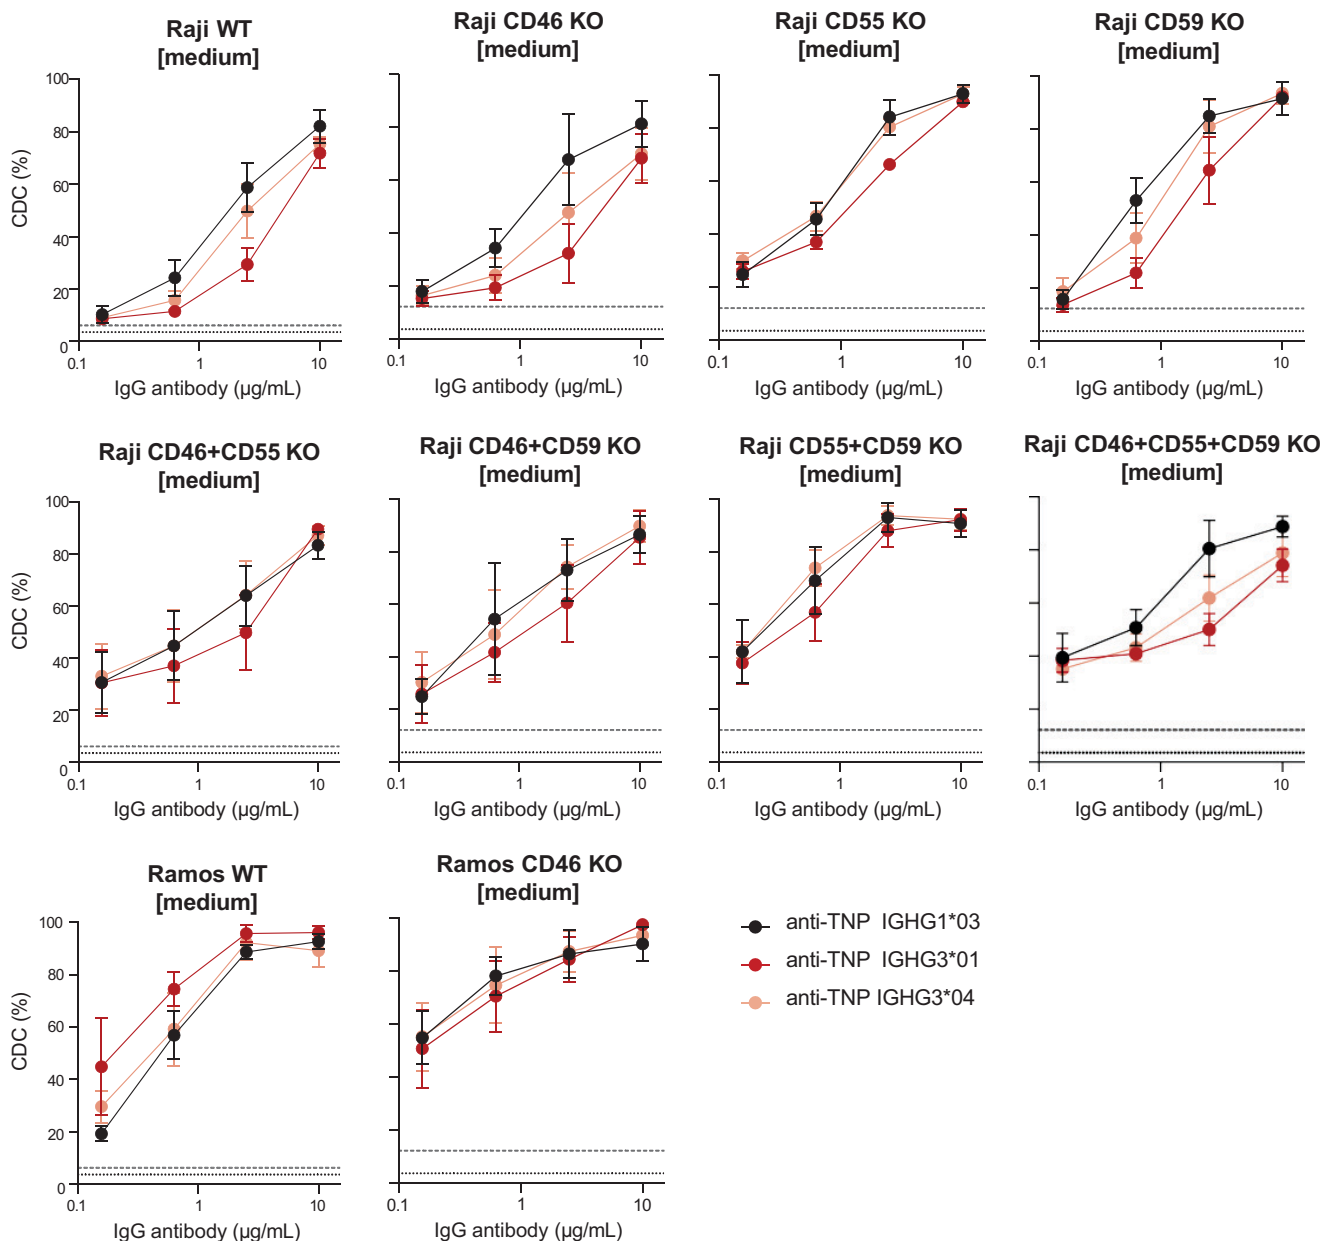 Raji WT
[medium]
Raji CD46 KO
[medium]
Raji CD55 KO
[medium]
Raji CD59 KO
[medium]
CDC (%)
100
80
60
40
20
0
0.1 1 10
IgG antibody (µg/mL)
0.1 1 10
IgG antibody (µg/mL)
0.1 1 10
IgG antibody (µg/mL)
0.1 1 10
IgG antibody (µg/mL)
Raji CD46+CD55 KO
[medium]
Raji CD46+CD59 KO
[medium]
Raji CD55+CD59 KO
[medium]
Raji CD46+CD55+CD59 KO
[medium]
CDC (%)
100
80
60
40
20
0
0.1 1 10
IgG antibody (µg/mL)
0.1 1 10
IgG antibody (µg/mL)
0.1 1 10
IgG antibody (µg/mL)
0.1 1 10
IgG antibody (µg/mL)
Ramos WT
[medium]
Ramos CD46 KO
[medium]
CDC (%)
100
80
60
40
20
0
0.1 1 10
IgG antibody (µg/mL)
0.1 1 10
IgG antibody (µg/mL)
anti-TNP IGHG1*03
anti-TNP IGHG3*01
anti-TNP IGHG3*04